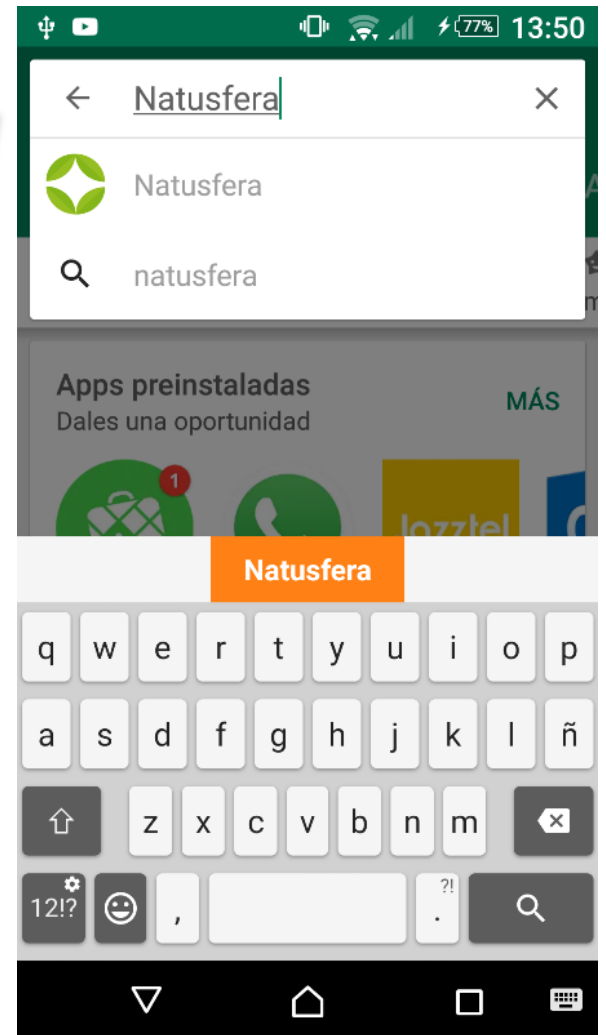 77% 13:50
Natusfera
Natusfera
natusfera
Apps preinstaladas
Dales una oportunidad
MÁS
1
Jazztel
Natusfera
q w e r t y u i o p
a s d f g h j k l ñ
z x c v b n m
12!? , ?! .